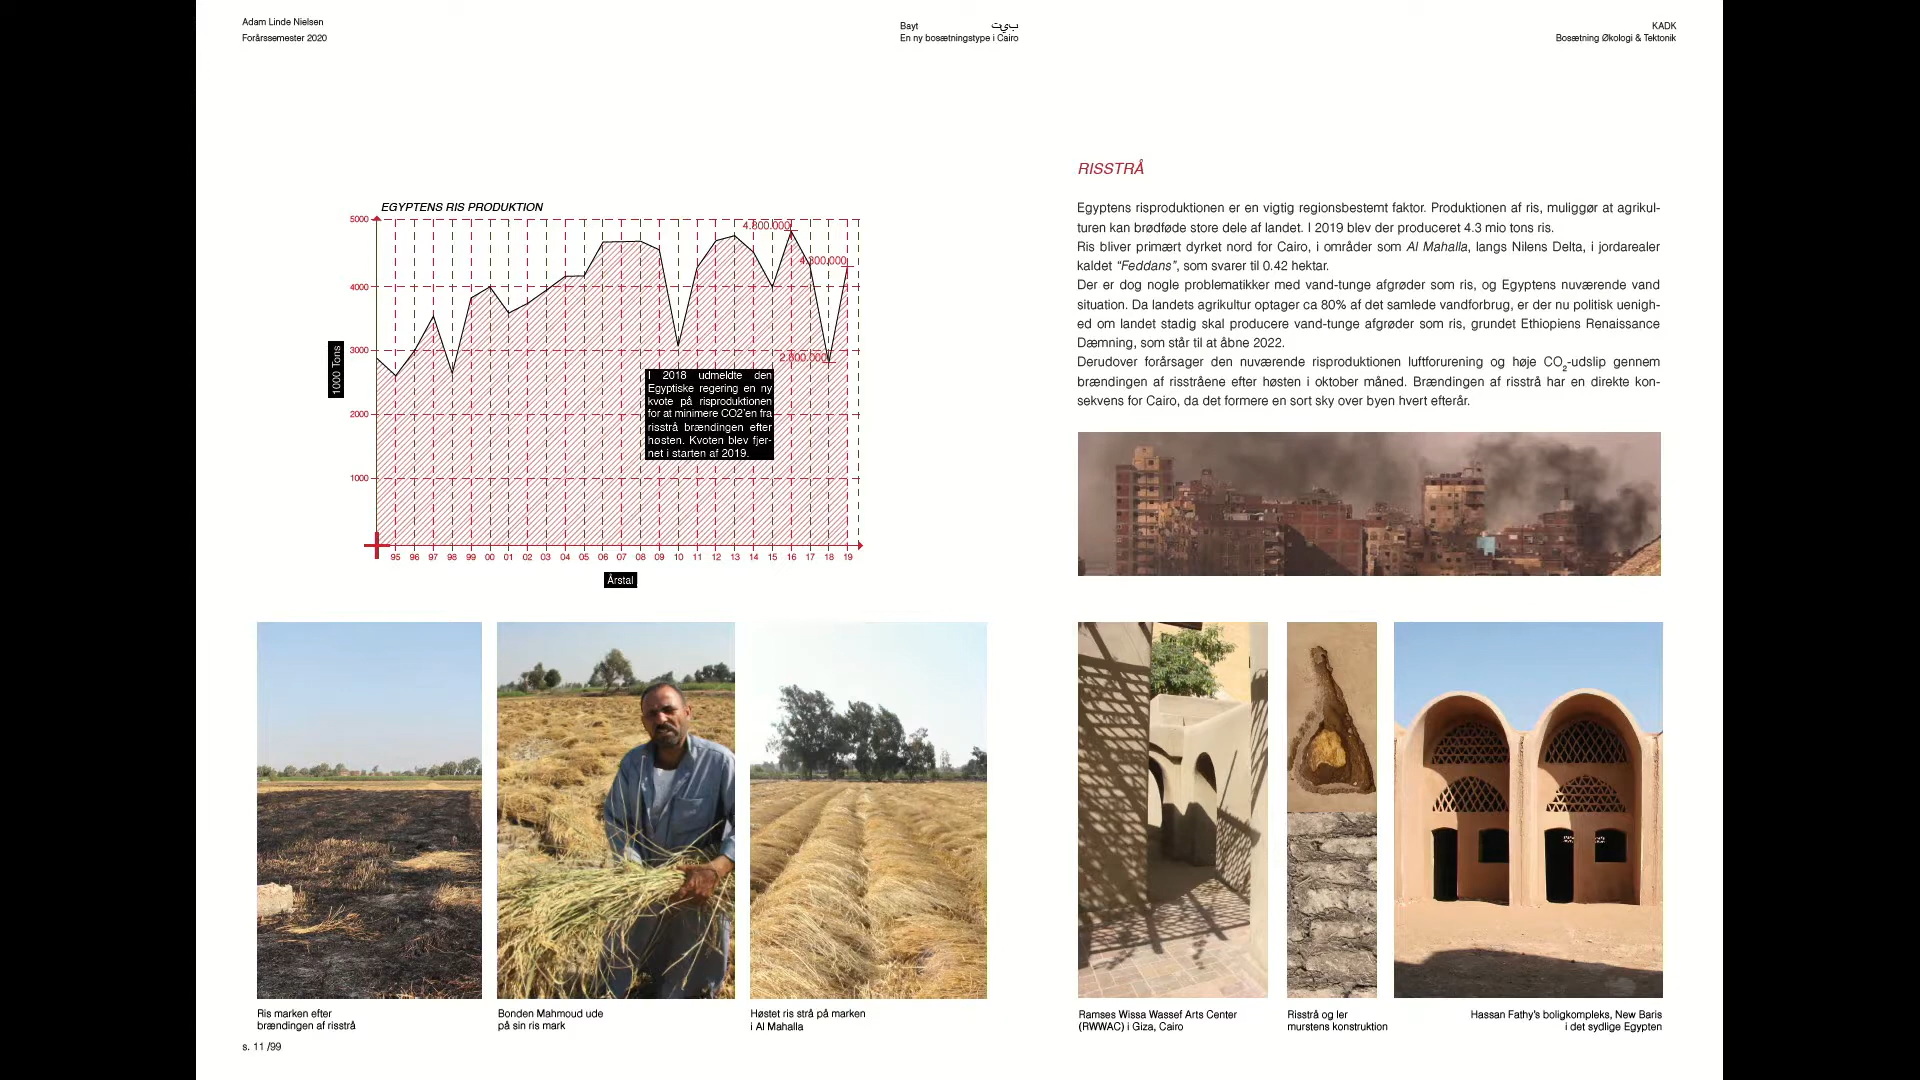 Adam Linde Nielsen
Forårssemester 2020
Bayt بيت
En ny bosætningstype i Cairo
KADK
Bosætning Økologi & Tektonik
EGYPTENS RIS PRODUKTION
5000
4000
3000
2000
1000
1000 Tons
4.800.000
4.300.000
2.800.000
I 2018 udmeldte den
Egyptiske regering en ny
kvote på risproduktionen
for at minimere CO2'en fra
risstrå brændingen efter
høsten. Kvoten blev fjer-
net i starten af 2019.
95 96 97 98 99 00 01 02 03 04 05 06 07 08 09 10 11 12 13 14 15 16 17 18 19
Årstal
RISSTRÅ
Egyptens risproduktionen er en vigtig regionsbestemt faktor. Produktionen af ris, muliggør at agrikul-
turen kan brødføde store dele af landet. I 2019 blev der produceret 4.3 mio tons ris.
Ris bliver primært dyrket nord for Cairo, i områder som Al Mahalla, langs Nilens Delta, i jordarealer
kaldet “Feddans”, som svarer til 0.42 hektar.
Der er dog nogle problematikker med vand-tunge afgrøder som ris, og Egyptens nuværende vand
situation. Da landets agrikultur optager ca 80% af det samlede vandforbrug, er der nu politisk uenigh-
ed om landet stadig skal producere vand-tunge afgrøder som ris, grundet Ethiopiens Renaissance
Dæmning, som står til at åbne 2022.
Derudover forårsager den nuværende risproduktionen luftforurening og høje CO2-udslip gennem
brændingen af risstråene efter høsten i oktober måned. Brændingen af risstrå har en direkte kon-
sekvens for Cairo, da det formere en sort sky over byen hvert efterår.
Ris marken efter
brændingen af risstrå
Bonden Mahmoud ude
på sin ris mark
Høstet ris strå på marken
i Al Mahalla
Ramses Wissa Wassef Arts Center
(RWWAC) i Giza, Cairo
Risstrå og ler
murstens konstruktion
Hassan Fathy's boligkompleks, New Baris
i det sydlige Egypten
s. 11 /99